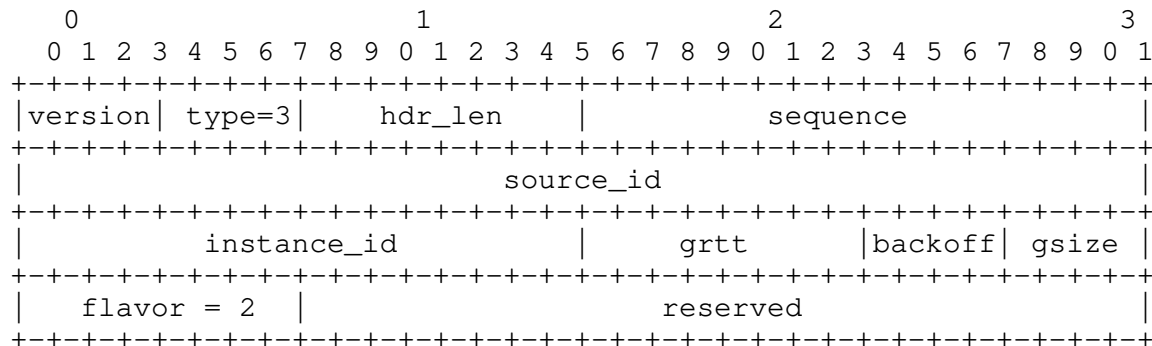 0                   1                   2                   3
 0 1 2 3 4 5 6 7 8 9 0 1 2 3 4 5 6 7 8 9 0 1 2 3 4 5 6 7 8 9 0 1
+-+-+-+-+-+-+-+-+-+-+-+-+-+-+-+-+-+-+-+-+-+-+-+-+-+-+-+-+-+-+-+-+
|version| type=3|    hdr_len    |          sequence             |
+-+-+-+-+-+-+-+-+-+-+-+-+-+-+-+-+-+-+-+-+-+-+-+-+-+-+-+-+-+-+-+-+
|                           source_id                           |
+-+-+-+-+-+-+-+-+-+-+-+-+-+-+-+-+-+-+-+-+-+-+-+-+-+-+-+-+-+-+-+-+
|          instance_id          |     grtt      |backoff| gsize |
+-+-+-+-+-+-+-+-+-+-+-+-+-+-+-+-+-+-+-+-+-+-+-+-+-+-+-+-+-+-+-+-+
|   flavor = 2  |                    reserved                   |
+-+-+-+-+-+-+-+-+-+-+-+-+-+-+-+-+-+-+-+-+-+-+-+-+-+-+-+-+-+-+-+-+